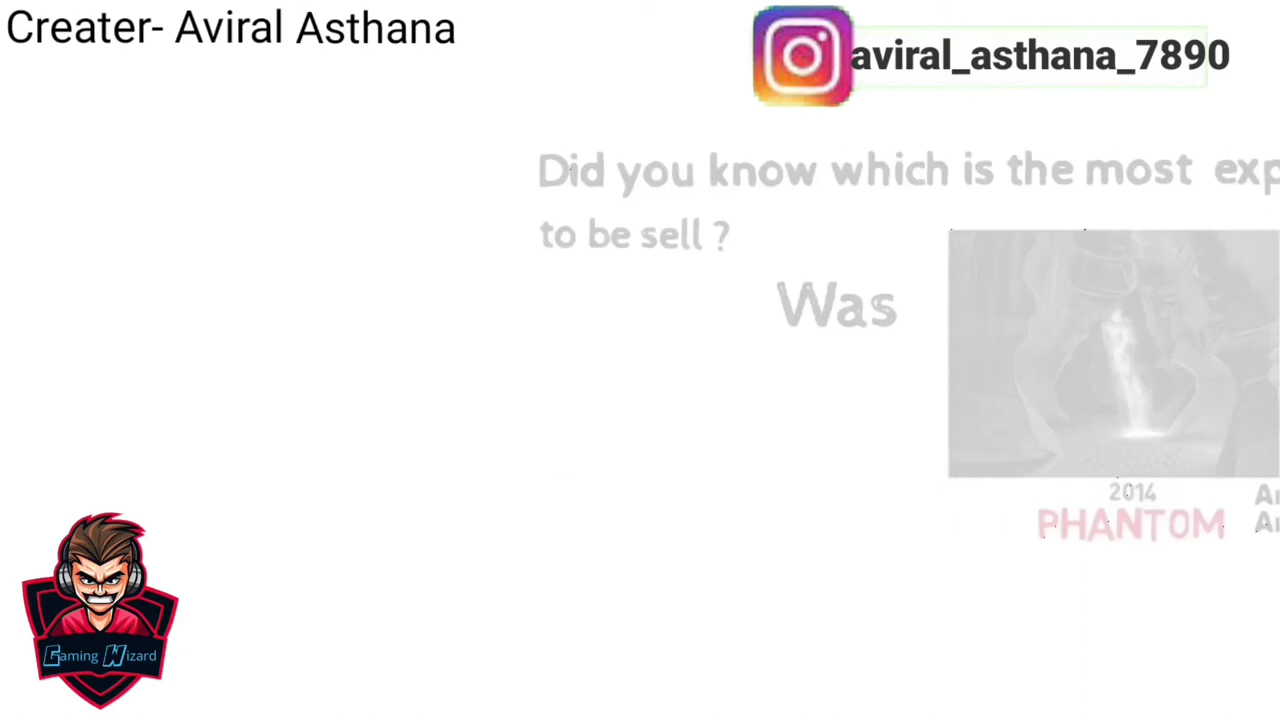 Creater- Aviral Asthana
aviral_asthana_7890
Did you know which is the most exp
to be sell ?
Was
2014
PHANTOM
Gaming Wizard